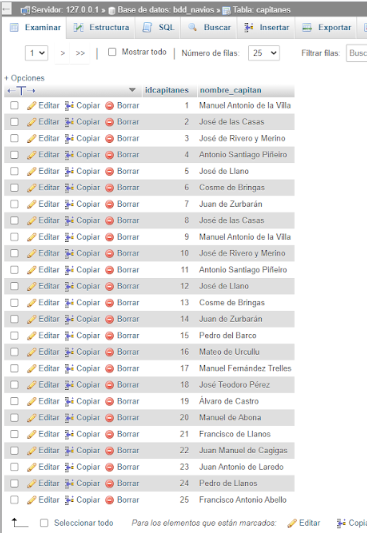 Servidor: 127.0.0.1 » Base de datos: bdd_navios » Tabla: capitanes
Examinar Estructura SQL Buscar Insertar Exportar
1 > >> Mostrar todo Número de filas: 25 Filtrar filas: Busc
+ Opciones
←T→ idcapitanes nombre_capitan
Editar Copiar Borrar 1 Manuel Antonio de la Villa
Editar Copiar Borrar 2 José de las Casas
Editar Copiar Borrar 3 José de Rivero y Merino
Editar Copiar Borrar 4 Antonio Santiago Piñeiro
Editar Copiar Borrar 5 José de Llano
Editar Copiar Borrar 6 Cosme de Bringas
Editar Copiar Borrar 7 Juan de Zurbarán
Editar Copiar Borrar 8 José de las Casas
Editar Copiar Borrar 9 Manuel Antonio de la Villa
Editar Copiar Borrar 10 José de Rivero y Merino
Editar Copiar Borrar 11 Antonio Santiago Piñeiro
Editar Copiar Borrar 12 José de Llano
Editar Copiar Borrar 13 Cosme de Bringas
Editar Copiar Borrar 14 Juan de Zurbarán
Editar Copiar Borrar 15 Pedro del Barco
Editar Copiar Borrar 16 Mateo de Urcullu
Editar Copiar Borrar 17 Manuel Fernández Trelles
Editar Copiar Borrar 18 José Teodoro Pérez
Editar Copiar Borrar 19 Álvaro de Castro
Editar Copiar Borrar 20 Manuel de Abona
Editar Copiar Borrar 21 Francisco de Llanos
Editar Copiar Borrar 22 Juan Manuel de Cagigas
Editar Copiar Borrar 23 Juan Antonio de Laredo
Editar Copiar Borrar 24 Pedro de Llanos
Editar Copiar Borrar 25 Francisco Antonio Abello
Seleccionar todo Para los elementos que están marcados: Editar Copia